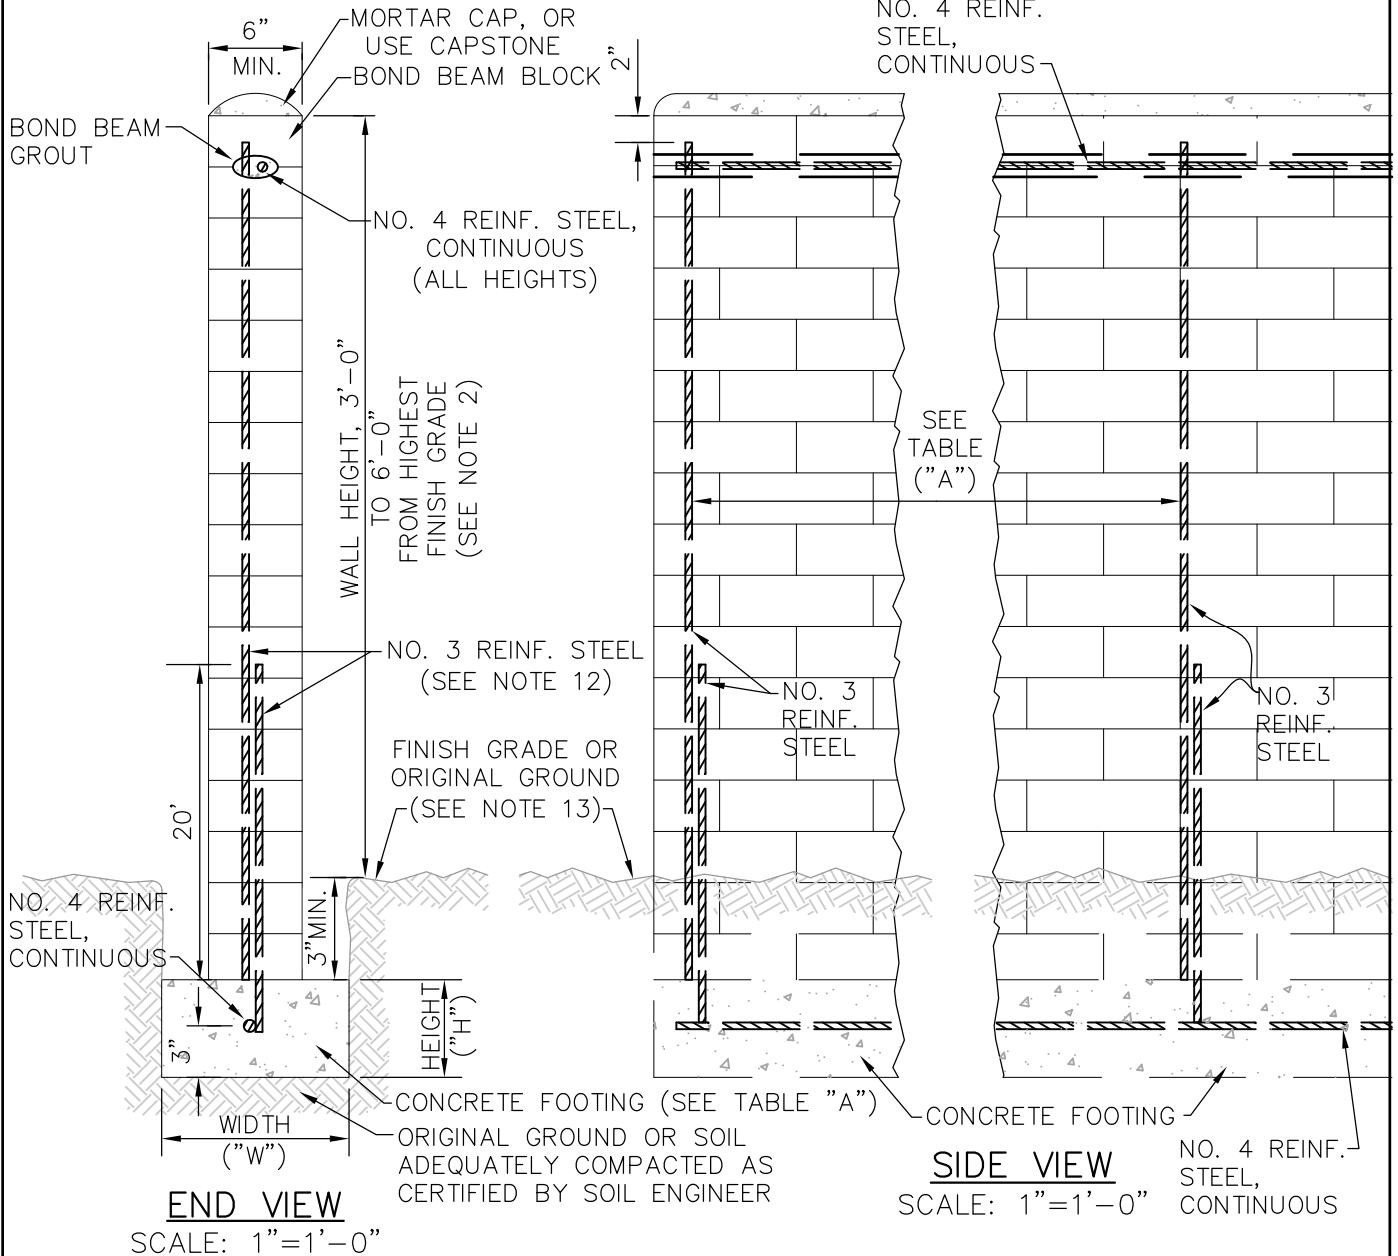 6"
MIN.
MORTAR CAP, OR
USE CAPSTONE
BOND BEAM BLOCK
BOND BEAM
GROUT
NO. 4 REINF. STEEL,
CONTINUOUS
(ALL HEIGHTS)
WALL HEIGHT, 3'-0"
TO 6'-0"
FROM HIGHEST
FINISH GRADE
(SEE NOTE 2)
NO. 3 REINF. STEEL
(SEE NOTE 12)
FINISH GRADE OR
ORIGINAL GROUND
(SEE NOTE 13)
20'
NO. 4 REINF.
STEEL,
CONTINUOUS
3"MIN.
3"
HEIGHT
("H")
WIDTH
("W")
CONCRETE FOOTING (SEE TABLE "A")
ORIGINAL GROUND OR SOIL
ADEQUATELY COMPACTED AS
CERTIFIED BY SOIL ENGINEER
END VIEW
SCALE: 1"=1'-0"
2"
NO. 4 REINF.
STEEL,
CONTINUOUS
SEE
TABLE
("A")
NO. 3
REINF.
STEEL
NO. 3
REINF.
STEEL
CONCRETE FOOTING
NO. 4 REINF.
STEEL,
CONTINUOUS
SIDE VIEW
SCALE: 1"=1'-0"